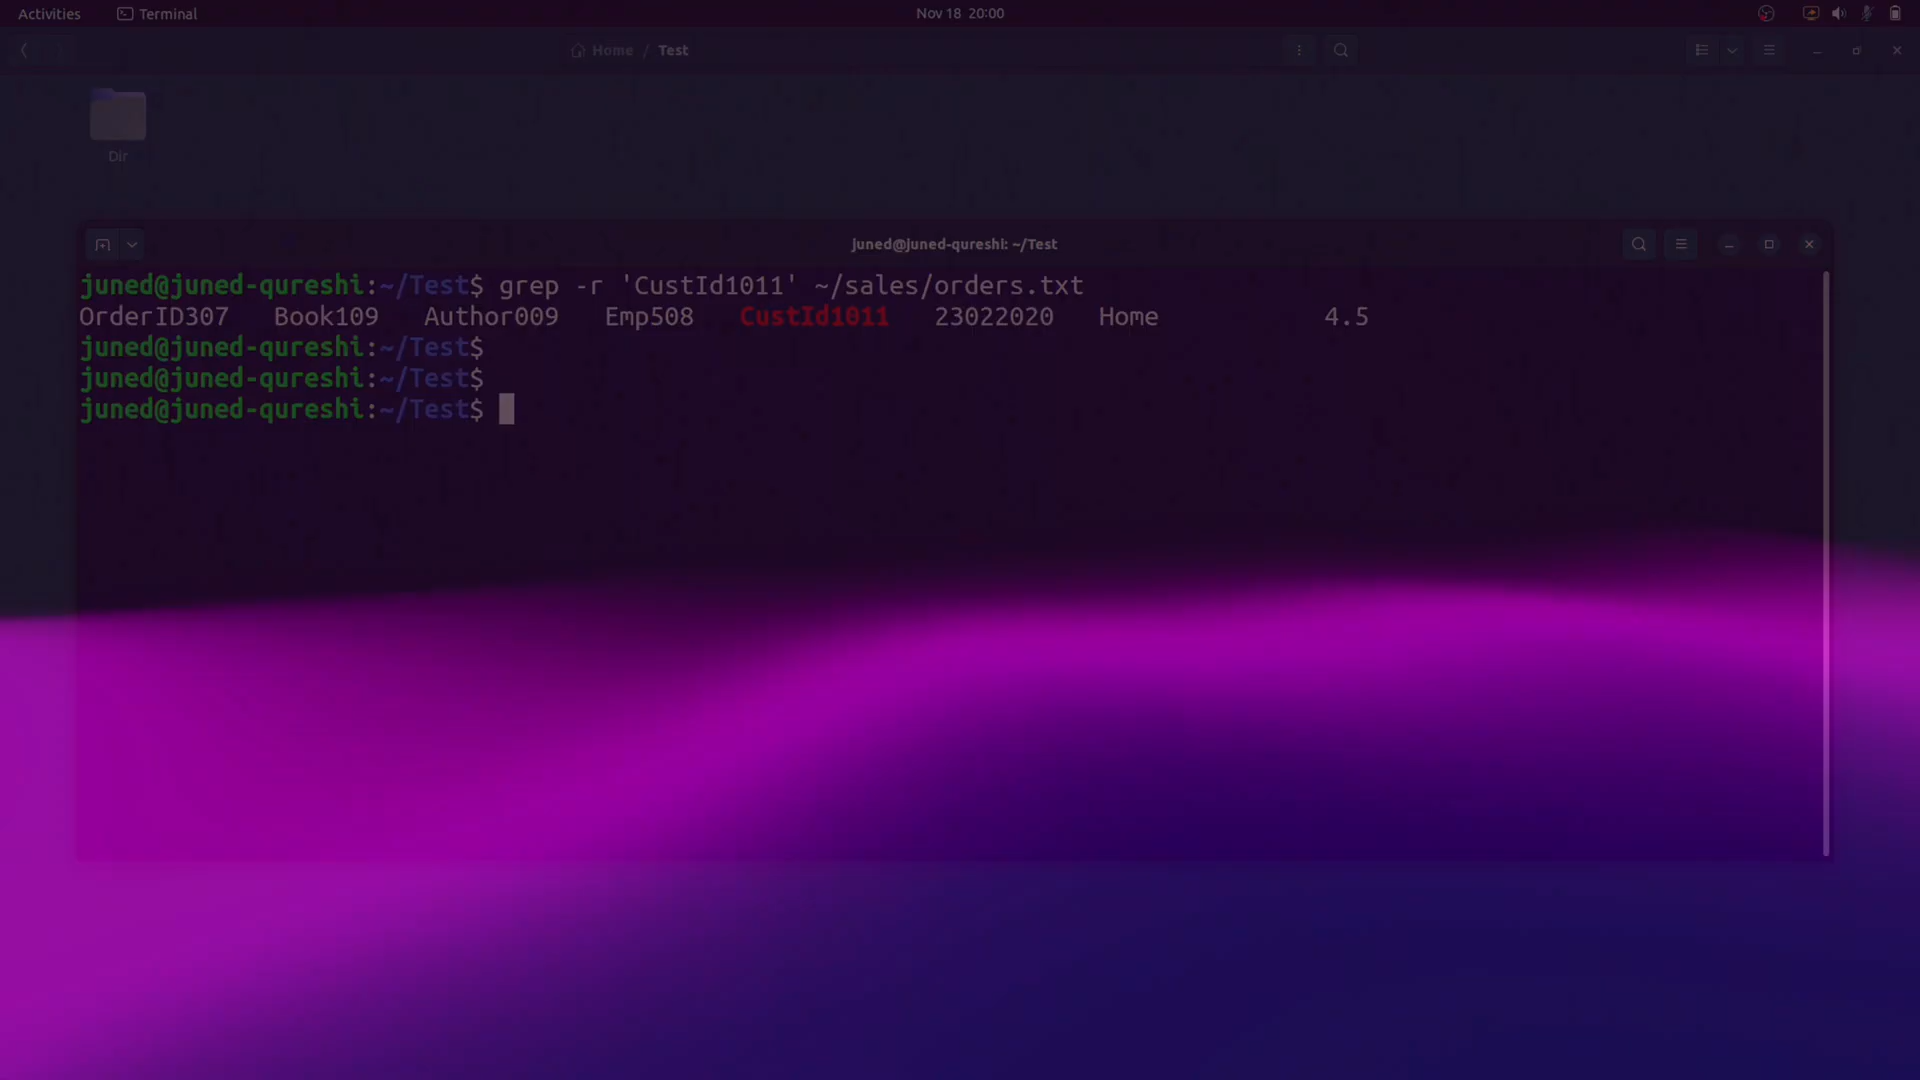 Activities Terminal Nov 18 20:00
Home / Test
Dir
juned@juned-qureshi: ~/Test
juned@juned-qureshi:~/Test$ grep -r 'CustId1011' ~/sales/orders.txt
OrderID307 Book109 Author009 Emp508 CustId1011 23022020 Home 4.5
juned@juned-qureshi:~/Test$
juned@juned-qureshi:~/Test$
juned@juned-qureshi:~/Test$